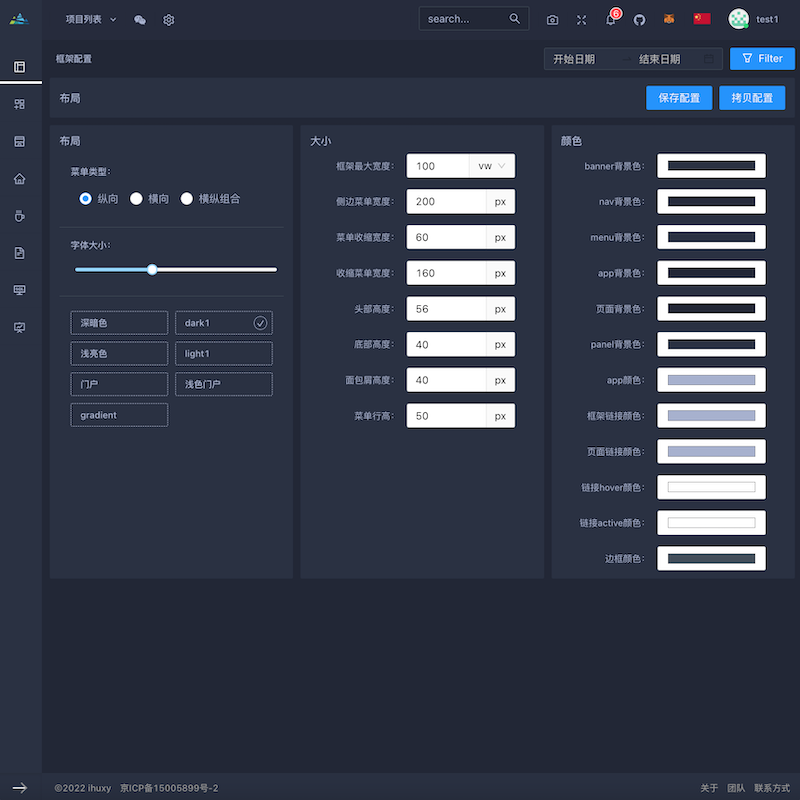 项目列表
search...
6
test1
框架配置
开始日期
结束日期
Filter
布局
保存配置
拷贝配置
布局
菜单类型：
纵向
横向
横纵组合
字体大小：
深暗色
dark1
浅亮色
light1
门户
浅色门户
gradient
大小
框架最大宽度：
100
vw
侧边菜单宽度：
200
px
菜单收缩宽度：
60
px
收缩菜单宽度：
160
px
头部高度：
56
px
底部高度：
40
px
面包屑高度：
40
px
菜单行高：
50
px
颜色
banner背景色：
nav背景色：
menu背景色：
app背景色：
页面背景色：
panel背景色：
app颜色：
框架链接颜色：
页面链接颜色：
链接hover颜色：
链接active颜色：
边框颜色：
©2022 ihuxy
京ICP备15005899号-2
关于
团队
联系方式